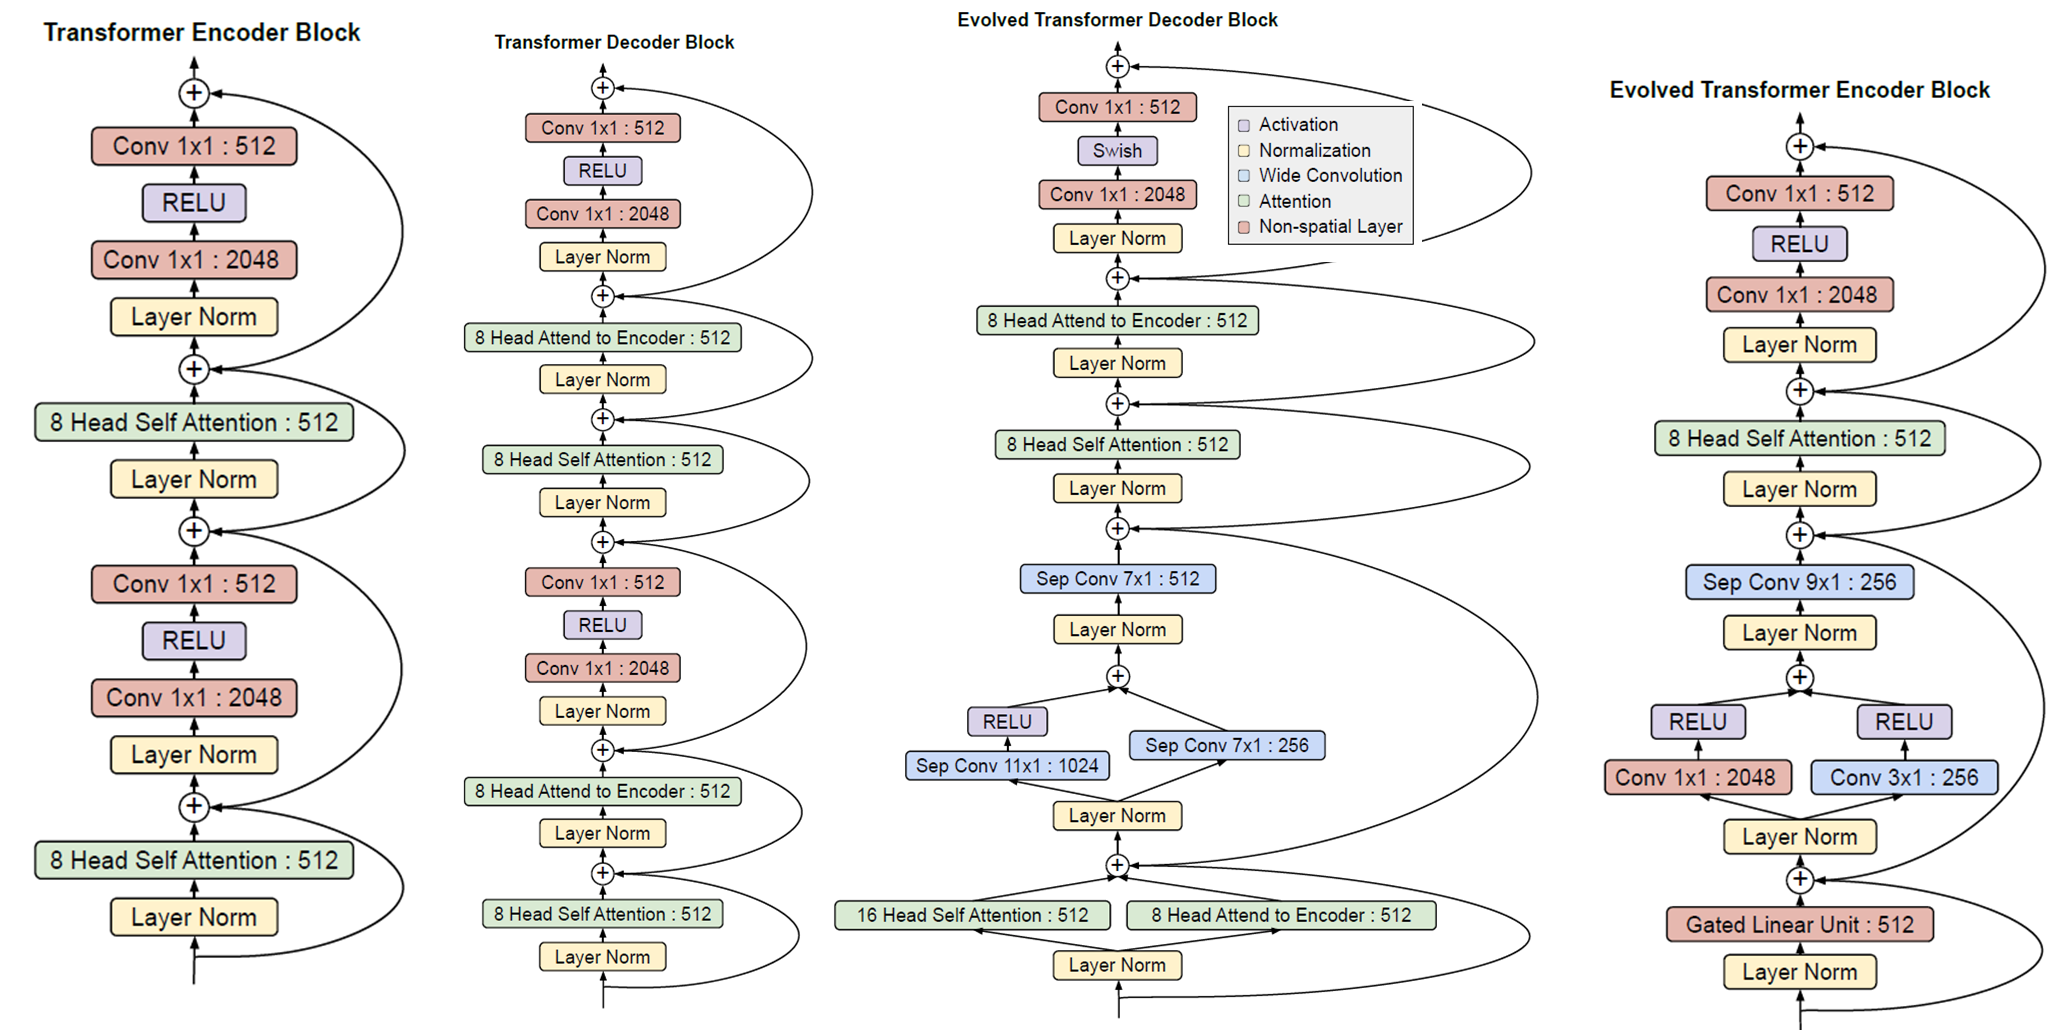 Transformer Encoder Block
Conv 1x1 : 512
RELU
Conv 1x1 : 2048
Layer Norm
8 Head Self Attention : 512
Layer Norm
Conv 1x1 : 512
RELU
Conv 1x1 : 2048
Layer Norm
8 Head Self Attention : 512
Layer Norm
Transformer Decoder Block
Conv 1x1 : 512
RELU
Conv 1x1 : 2048
Layer Norm
8 Head Attend to Encoder : 512
Layer Norm
8 Head Self Attention : 512
Layer Norm
Conv 1x1 : 512
RELU
Conv 1x1 : 2048
Layer Norm
8 Head Attend to Encoder : 512
Layer Norm
8 Head Self Attention : 512
Layer Norm
Evolved Transformer Decoder Block
Conv 1x1 : 512
Swish
Conv 1x1 : 2048
Layer Norm
8 Head Attend to Encoder : 512
Layer Norm
8 Head Self Attention : 512
Layer Norm
Sep Conv 7x1 : 512
Layer Norm
RELU
Sep Conv 7x1 : 256
Sep Conv 11x1 : 1024
Layer Norm
16 Head Self Attention : 512
8 Head Attend to Encoder : 512
Layer Norm
Activation
Normalization
Wide Convolution
Attention
Non-spatial Layer
Evolved Transformer Encoder Block
Conv 1x1 : 512
RELU
Conv 1x1 : 2048
Layer Norm
8 Head Self Attention : 512
Layer Norm
Sep Conv 9x1 : 256
Layer Norm
RELU
RELU
Conv 1x1 : 2048
Conv 3x1 : 256
Layer Norm
Gated Linear Unit : 512
Layer Norm